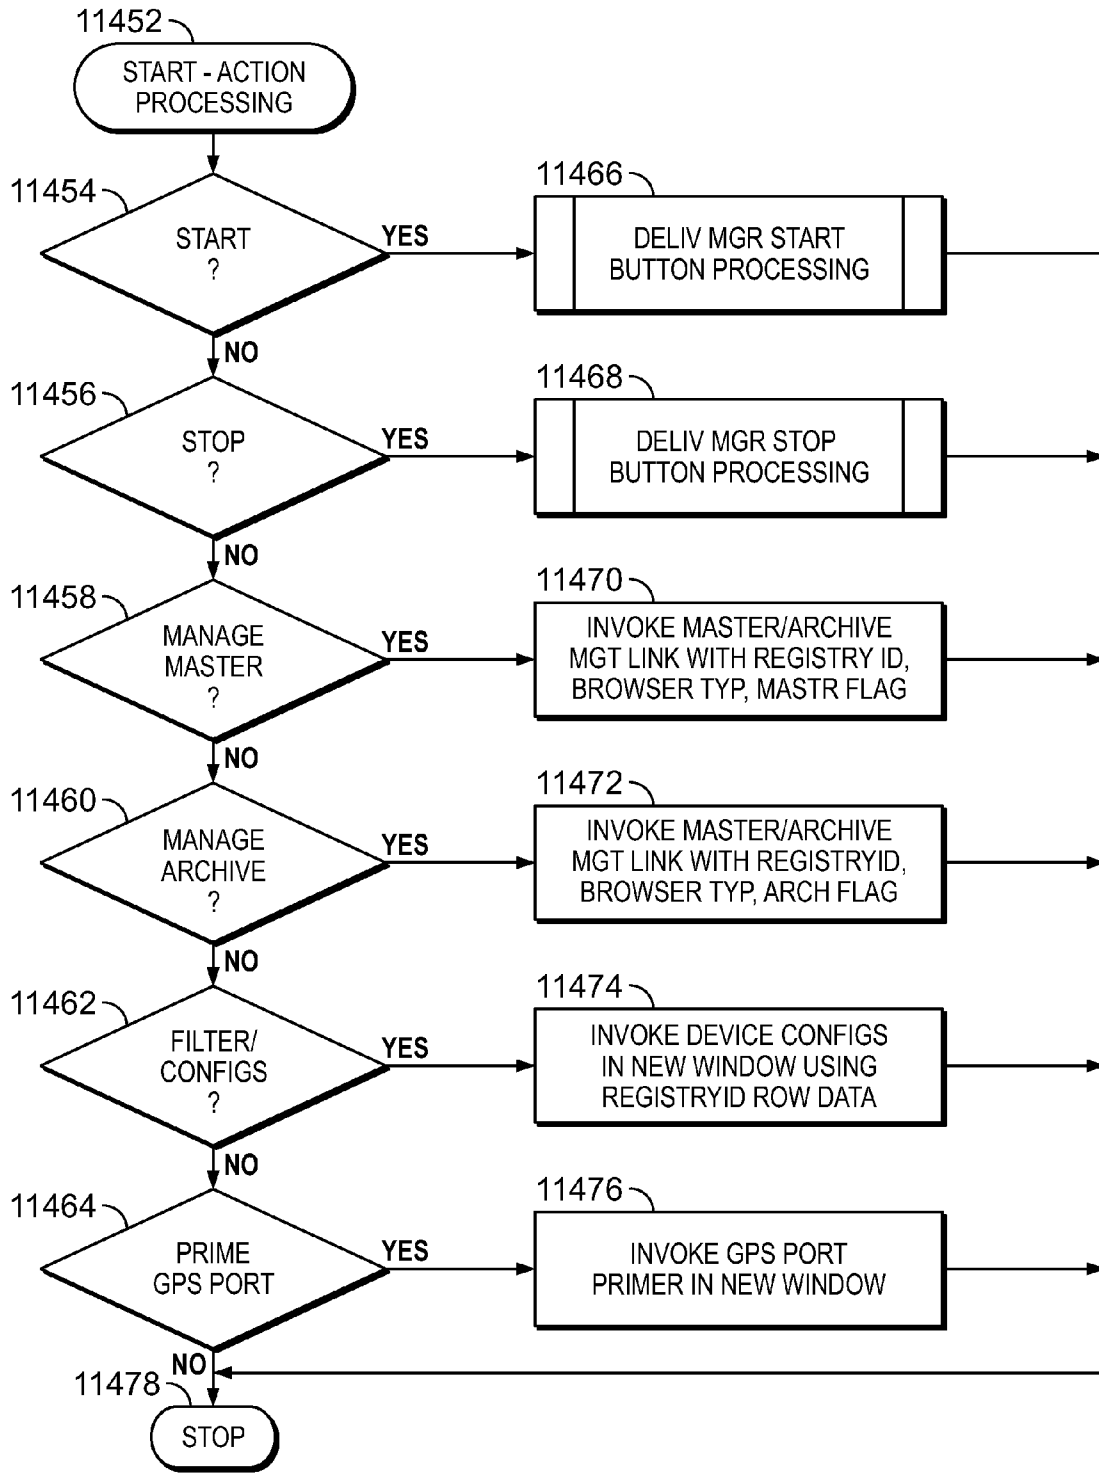 11452
START - ACTION
PROCESSING
11454
START
?
YES
NO
11466
DELIV MGR START
BUTTON PROCESSING
11456
STOP
?
YES
NO
11468
DELIV MGR STOP
BUTTON PROCESSING
11458
MANAGE
MASTER
?
YES
NO
11470
INVOKE MASTER/ARCHIVE
MGT LINK WITH REGISTRY ID,
BROWSER TYP, MASTR FLAG
11460
MANAGE
ARCHIVE
?
YES
NO
11472
INVOKE MASTER/ARCHIVE
MGT LINK WITH REGISTRYID,
BROWSER TYP, ARCH FLAG
11462
FILTER/
CONFIGS
?
YES
NO
11474
INVOKE DEVICE CONFIGS
IN NEW WINDOW USING
REGISTRYID ROW DATA
11464
PRIME
GPS PORT
YES
NO
11476
INVOKE GPS PORT
PRIMER IN NEW WINDOW
11478
STOP